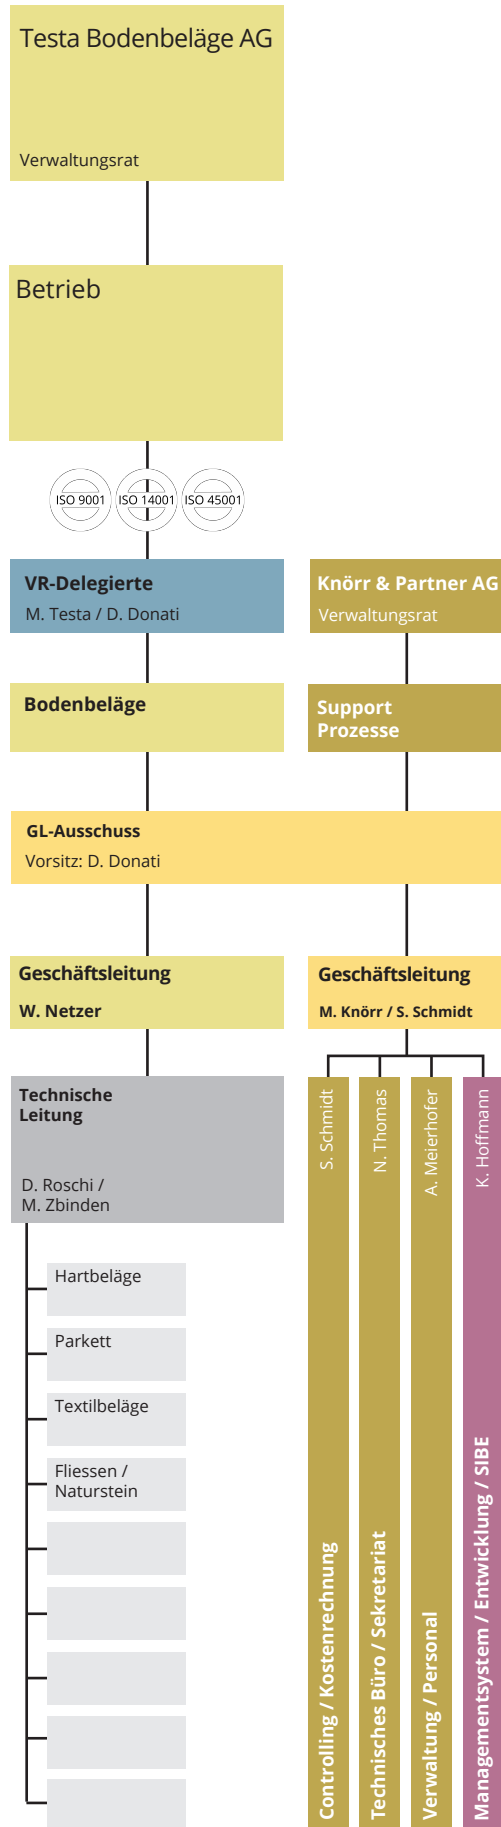 Testa Bodenbeläge AG
Verwaltungsrat
Betrieb
ISO 9001
ISO 14001
ISO 45001
VR-Delegierte
M. Testa / D. Donati
Knörr & Partner AG
Verwaltungsrat
Bodenbeläge
Support
Prozesse
GL-Ausschuss
Vorsitz: D. Donati
Geschäftsleitung
W. Netzer
Geschäftsleitung
M. Knörr / S. Schmidt
Technische
Leitung
D. Roschi /
M. Zbinden
Hartbeläge
Parkett
Textilbeläge
Fliessen /
Naturstein
Controlling / Kostenrechnung
S. Schmidt
Technisches Büro / Sekretariat
N. Thomas
Verwaltung / Personal
A. Meierhofer
Managementsystem / Entwicklung / SIBE
K. Hoffmann